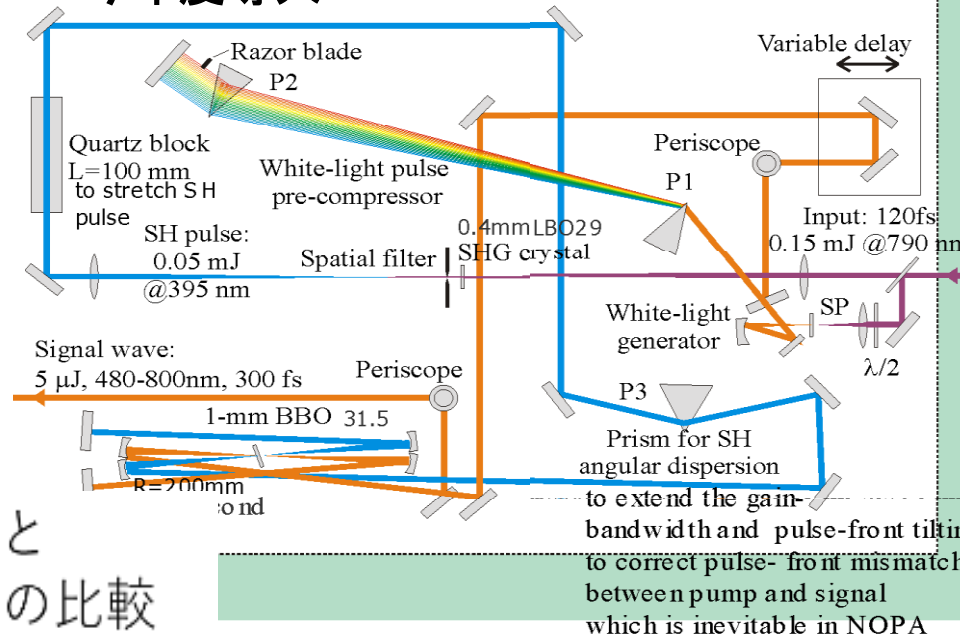 Razor blade
P2
Variable delay
Quartz block
L=100 mm
to stretch SH
pulse
White-light pulse
pre-compressor
Periscope
P1
SH pulse:
0.05 mJ
@395 nm
Spatial filter
0.4mmLBO29
SHG crystal
Input: 120fs
0.15 mJ @790 nm
White-light
generator
SP
λ/2
Signal wave:
5 μJ, 480-800nm, 300 fs
Periscope
1-mm BBO 31.5
R=200mm
P3
Prism for SH
angular dispersion
to extend the gain-
bandwidth and pulse-front tiltin
to correct pulse- front mismatch
between pump and signal
which is inevitable in NOPA
と
の比較